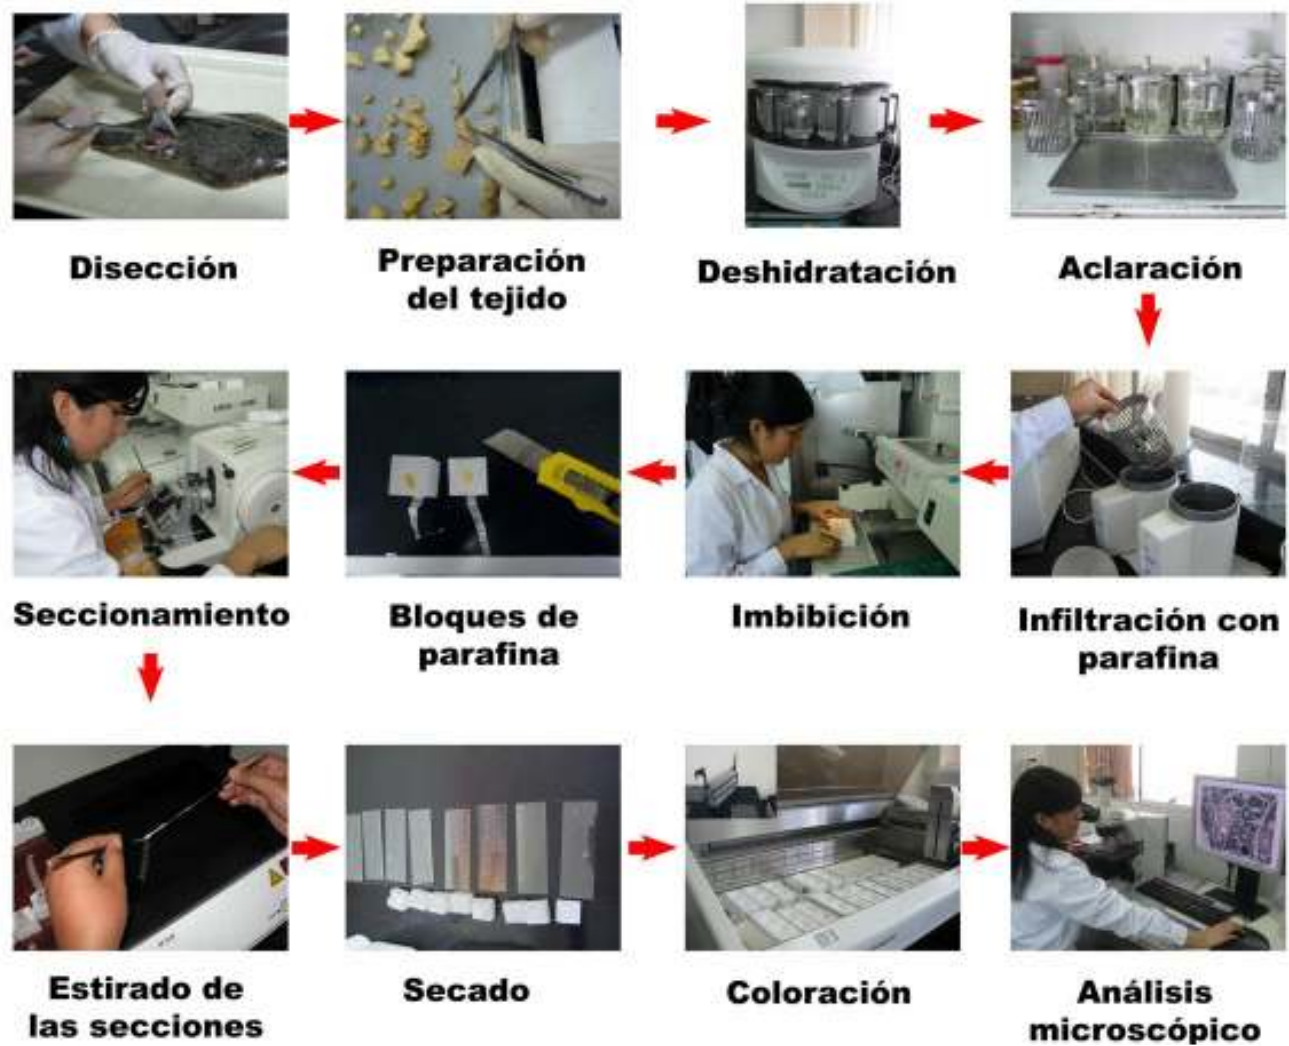 Disección
Preparación
del tejido
Deshidratación
Aclaración
Seccionamiento
Bloques de
parafina
Imbibición
Infiltración con
parafina
Estirado de
las secciones
Secado
Coloración
Análisis
microscópico